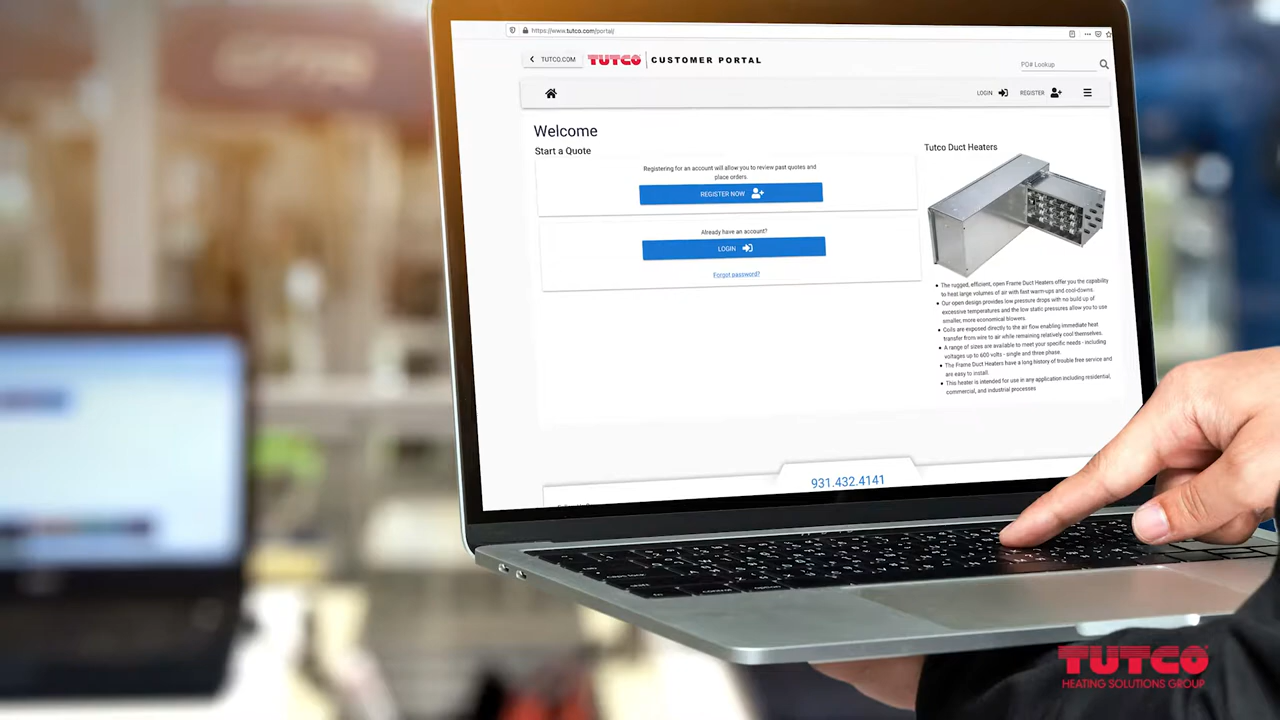 https://www.tutco.com/portal/
TUTCO.COM
TUTCO
CUSTOMER PORTAL
PO# Lookup
LOGIN
REGISTER
Welcome
Start a Quote
Registering for an account will allow you to review past quotes and
place orders.
REGISTER NOW
Already have an account?
LOGIN
Forgot password?
Tutco Duct Heaters
• The rugged, efficient, open Frame Duct Heaters offer you the capability
to heat large volumes of air with fast warm-ups and cool-downs.
• Our open design provides low pressure drops with no build up of
excessive temperatures and the low static pressures allow you to use
smaller, more economical blowers.
• Coils are exposed directly to the air flow enabling immediate heat
transfer from wire to air while remaining relatively cool themselves.
• A range of sizes are available to meet your specific needs - including
voltages up to 600 volts - single and three phase.
• The Frame Duct Heaters have a long history of trouble free service and
are easy to install.
• This heater is intended for use in any application including residential,
commercial, and industrial processes
931.432.4141
TUTCO
HEATING SOLUTIONS GROUP